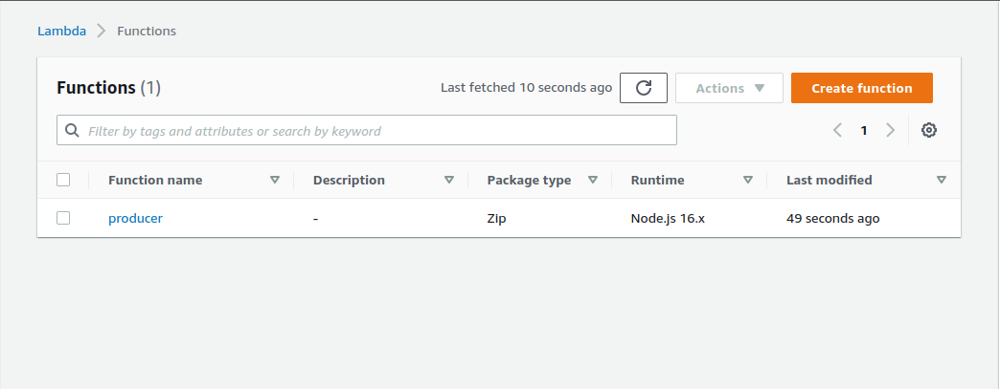 Lambda Functions
Functions (1) Last fetched 10 seconds ago Actions Create function
Filter by tags and attributes or search by keyword 1
Function name Description Package type Runtime Last modified
producer - Zip Node.js 16.x 49 seconds ago